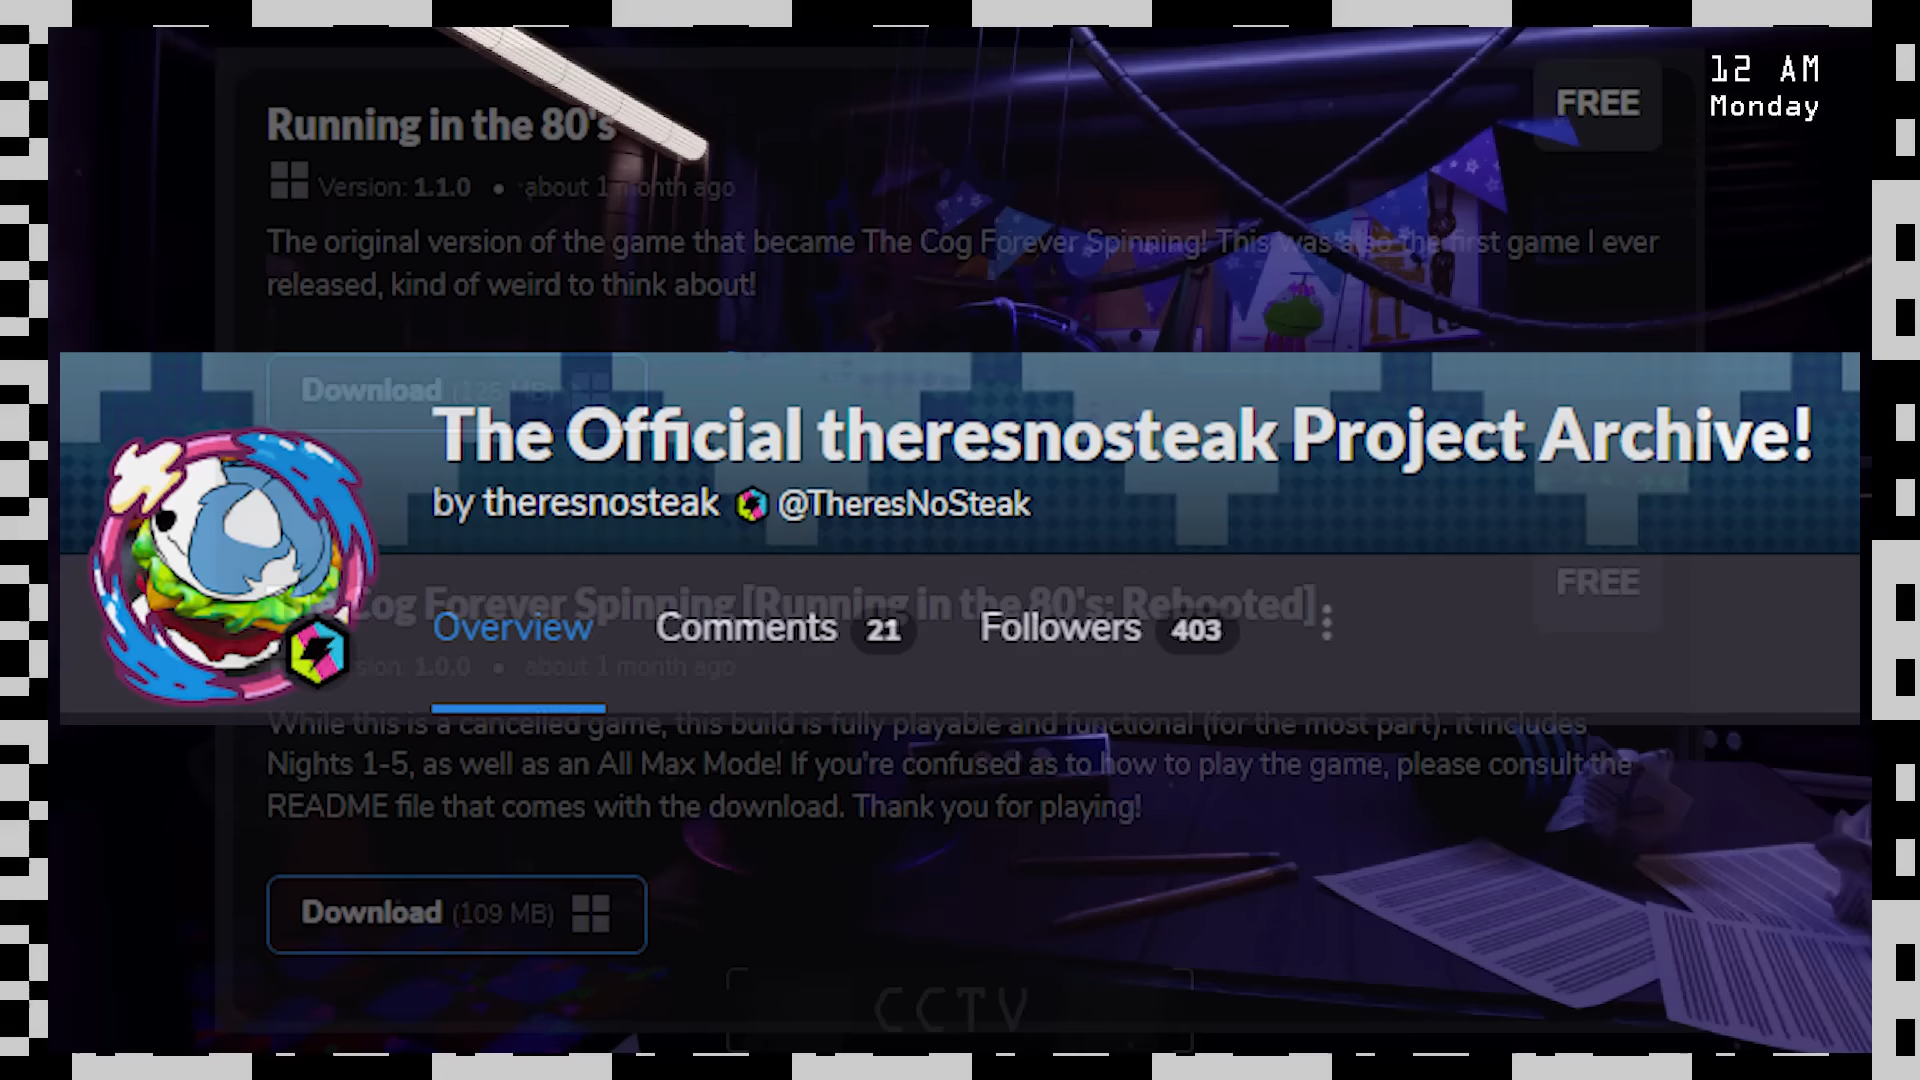 12 AM
Monday
Running in the 80's
FREE
Version: 1.1.0 • about 1 month ago
The original version of the game that became The Cog Forever Spinning! This was also the first game I ever
released, kind of weird to think about!
Download (125 MB)
The Official theresnosteak Project Archive!
by theresnosteak @TheresNoSteak
Cog Forever Spinning [Running in the 80's: Rebooted]
FREE
Overview Comments 21 Followers 403
1.0.0 • about 1 month ago
While this is a cancelled game, this build is fully playable and functional (for the most part). it includes
Nights 1-5, as well as an All Max Mode! If you're confused as to how to play the game, please consult the
README file that comes with the download. Thank you for playing!
Download (109 MB)
CCTV